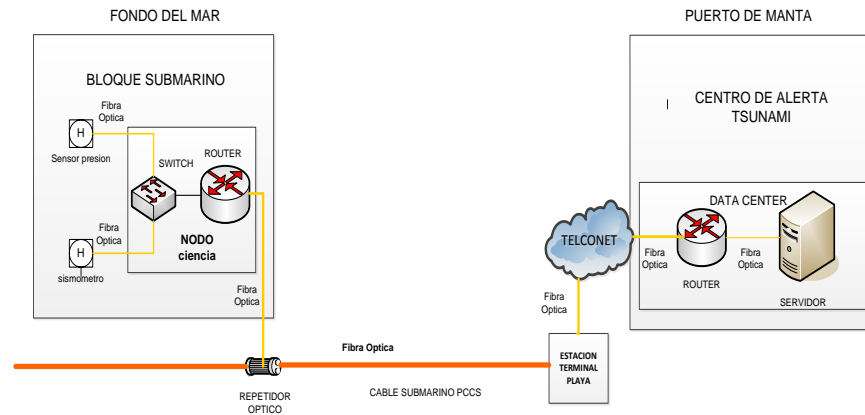 FONDO DEL MAR
PUERTO DE MANTA
BLOQUE SUBMARINO
Fibra
Optica
H
Sensor presion
SWITCH
ROUTER
Fibra
Optica
H
sismometro
NODO
ciencia
Fibra
Optica
CENTRO DE ALERTA
TSUNAMI
DATA CENTER
TELCONET
Fibra
Optica
ROUTER
Fibra
Optica
SERVIDOR
Fibra
Optica
Fibra Optica
ESTACION
TERMINAL
PLAYA
REPETIDOR
OPTICO
CABLE SUBMARINO PCCS